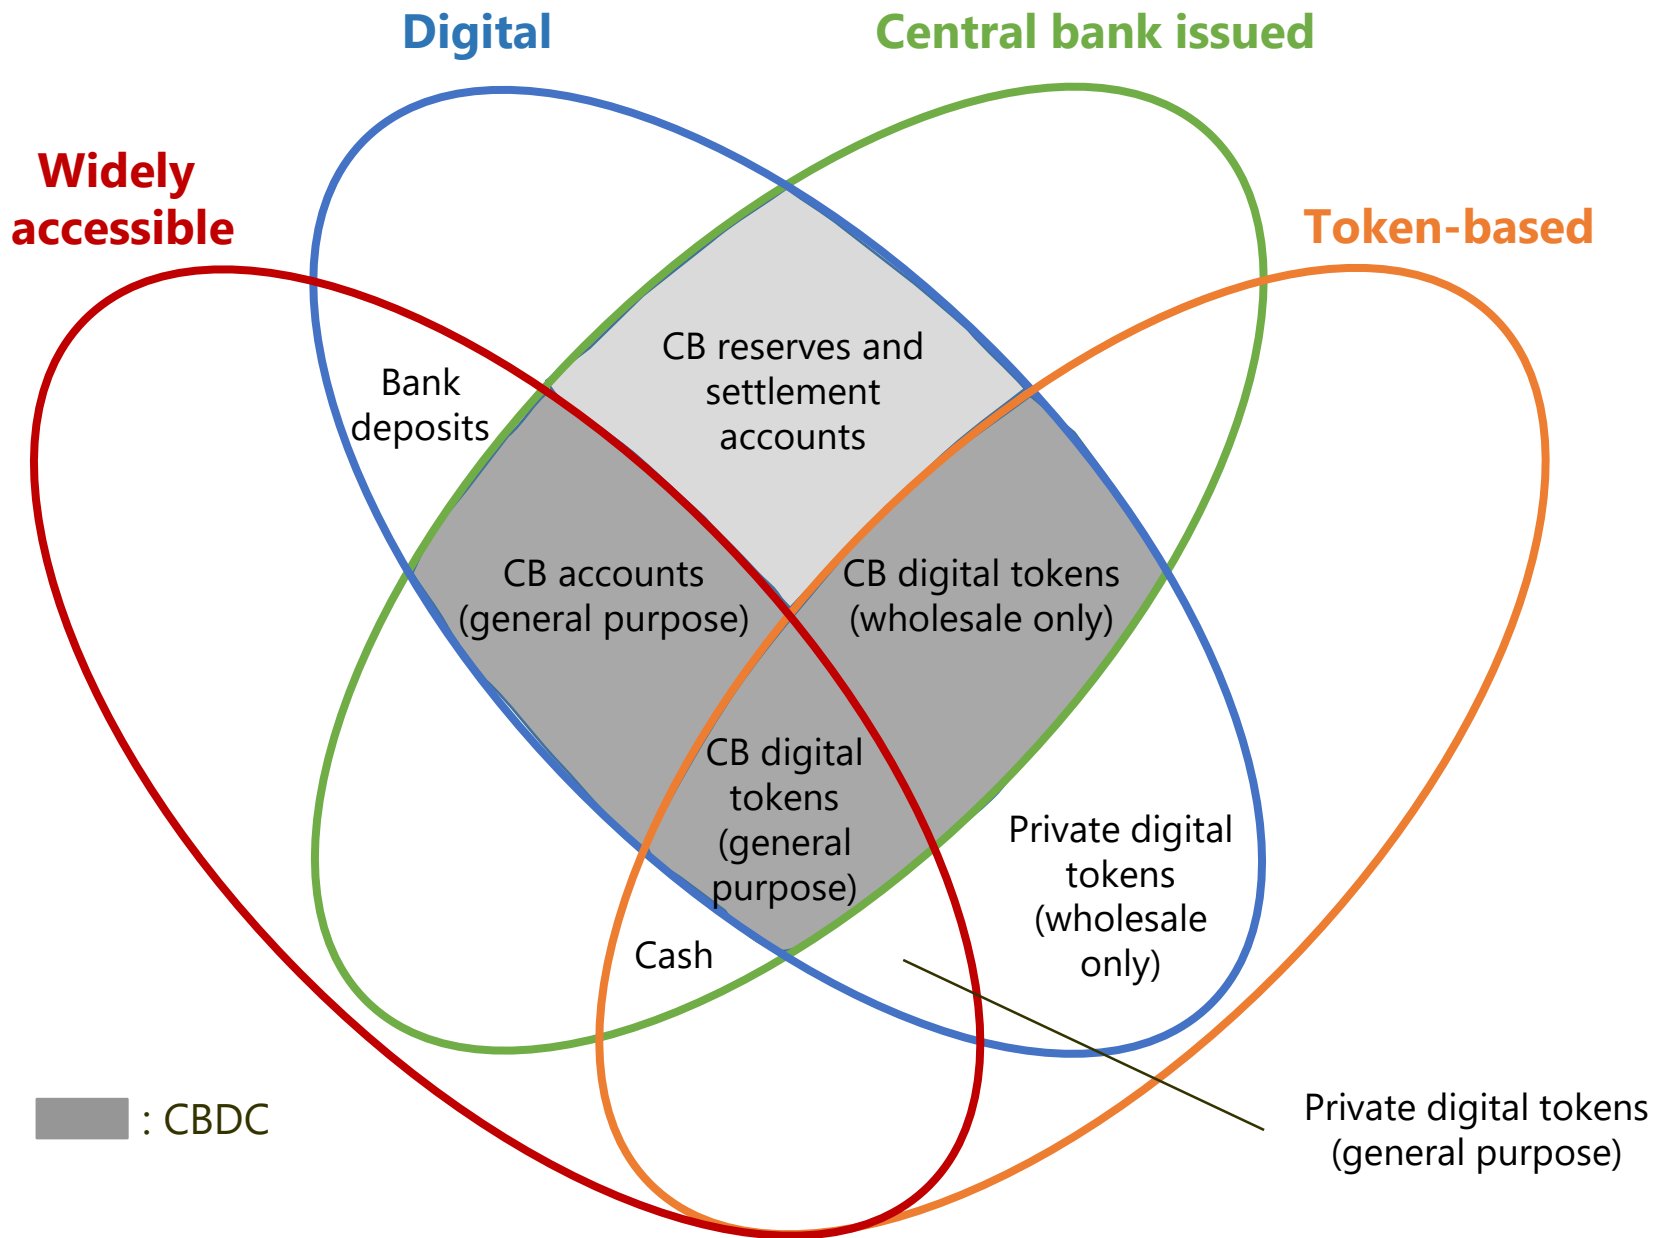 Digital
Central bank issued
Widely
accessible
Token-based
CB reserves and
settlement
accounts
Bank
deposits
CB accounts
(general purpose)
CB digital tokens
(wholesale only)
CB digital
tokens
(general
purpose)
Private digital
tokens
(wholesale
only)
Cash
: CBDC
Private digital tokens
(general purpose)